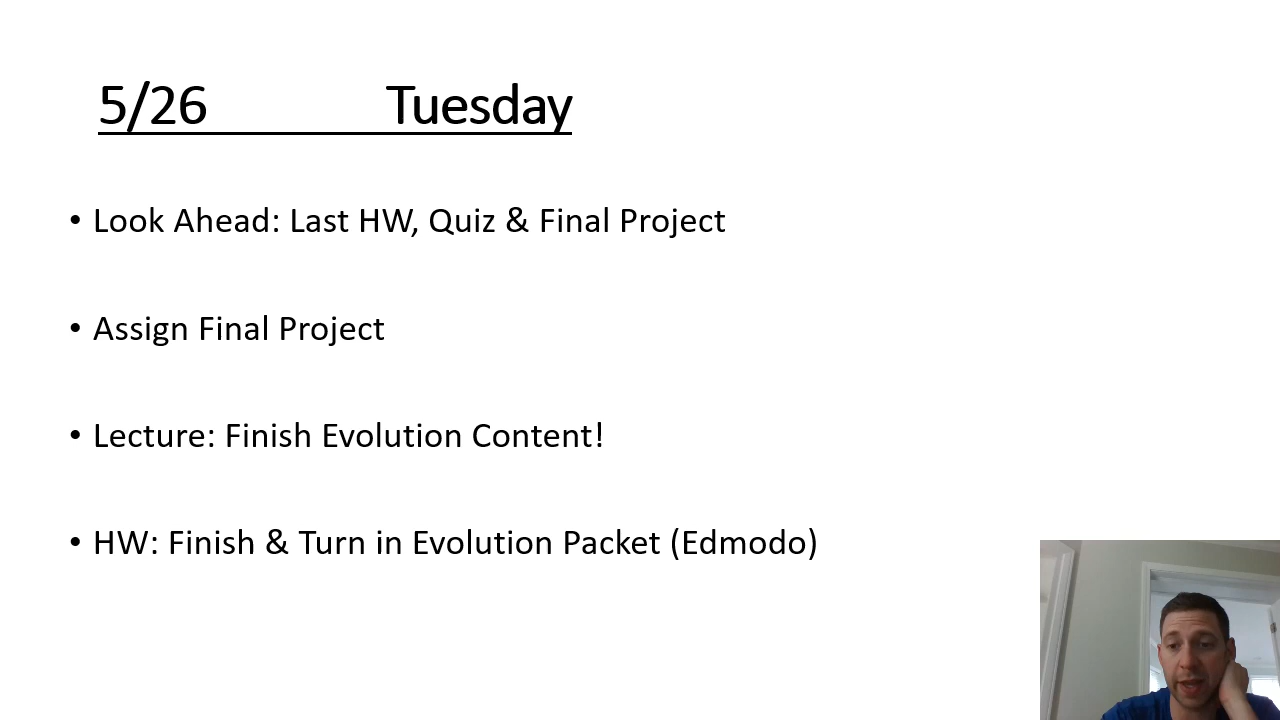 5/26 Tuesday
• Look Ahead: Last HW, Quiz & Final Project
• Assign Final Project
• Lecture: Finish Evolution Content!
• HW: Finish & Turn in Evolution Packet (Edmodo)